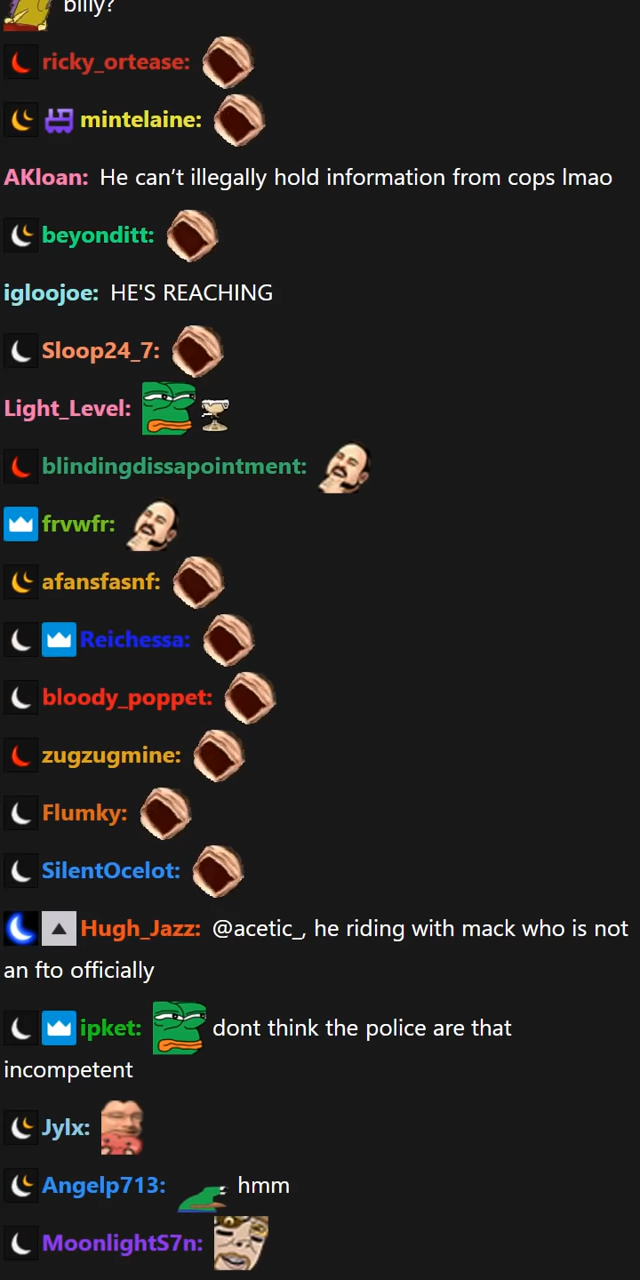 billy?
ricky_ortease:
mintelaine:
AKloan: He can’t illegally hold information from cops lmao
beyonditt:
igloojoe: HE'S REACHING
Sloop24_7:
Light_Level:
blindingdissapointment:
frvwfr:
afansfasnf:
Reichessa:
bloody_poppet:
zugzugmine:
Flumky:
SilentOcelot:
Hugh_Jazz: @acetic_, he riding with mack who is not
an fto officially
ipket: dont think the police are that
incompetent
Jylx:
Angelp713: hmm
MoonlightS7n: